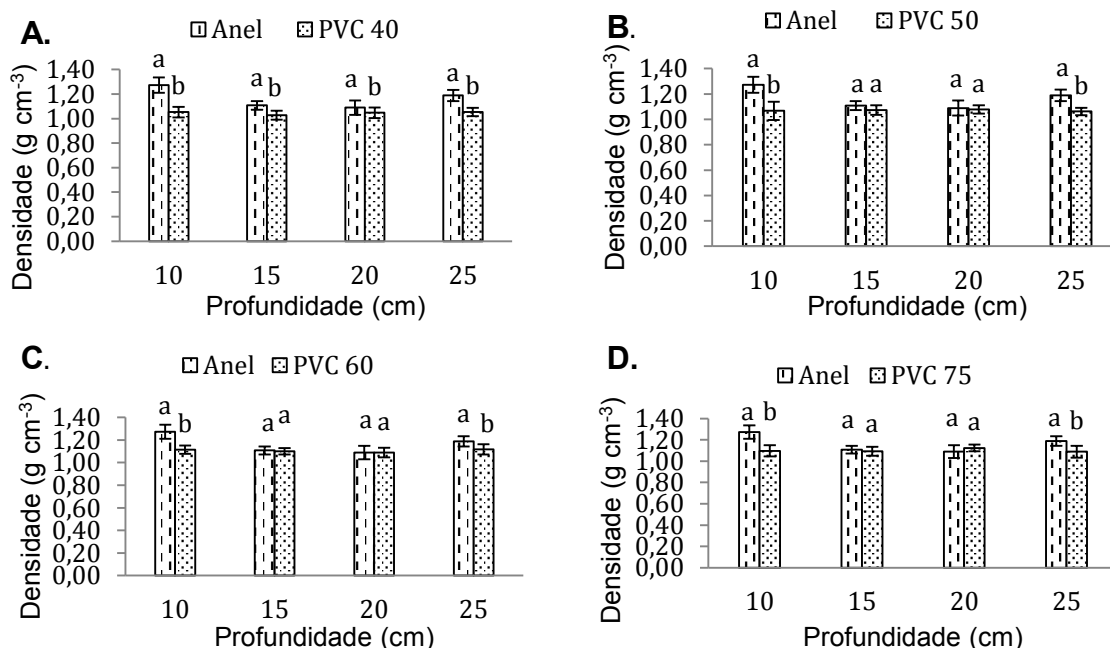 A.
Anel PVC 40
a b a b a b a b
Densidade (g cm-3)
1,40
1,20
1,00
0,80
0,60
0,40
0,20
0,00
10 15 20 25
Profundidade (cm)
B.
Anel PVC 50
a b a a a a a b
Densidade (g cm-3)
1,40
1,20
1,00
0,80
0,60
0,40
0,20
0,00
10 15 20 25
Profundidade (cm)
C.
Anel PVC 60
a b a a a a a b
Densidade (g cm-3)
1,40
1,20
1,00
0,80
0,60
0,40
0,20
0,00
10 15 20 25
Profundidade (cm)
D.
Anel PVC 75
a b a a a a a b
Densidade (g cm-3)
1,40
1,20
1,00
0,80
0,60
0,40
0,20
0,00
10 15 20 25
Profundidade (cm)